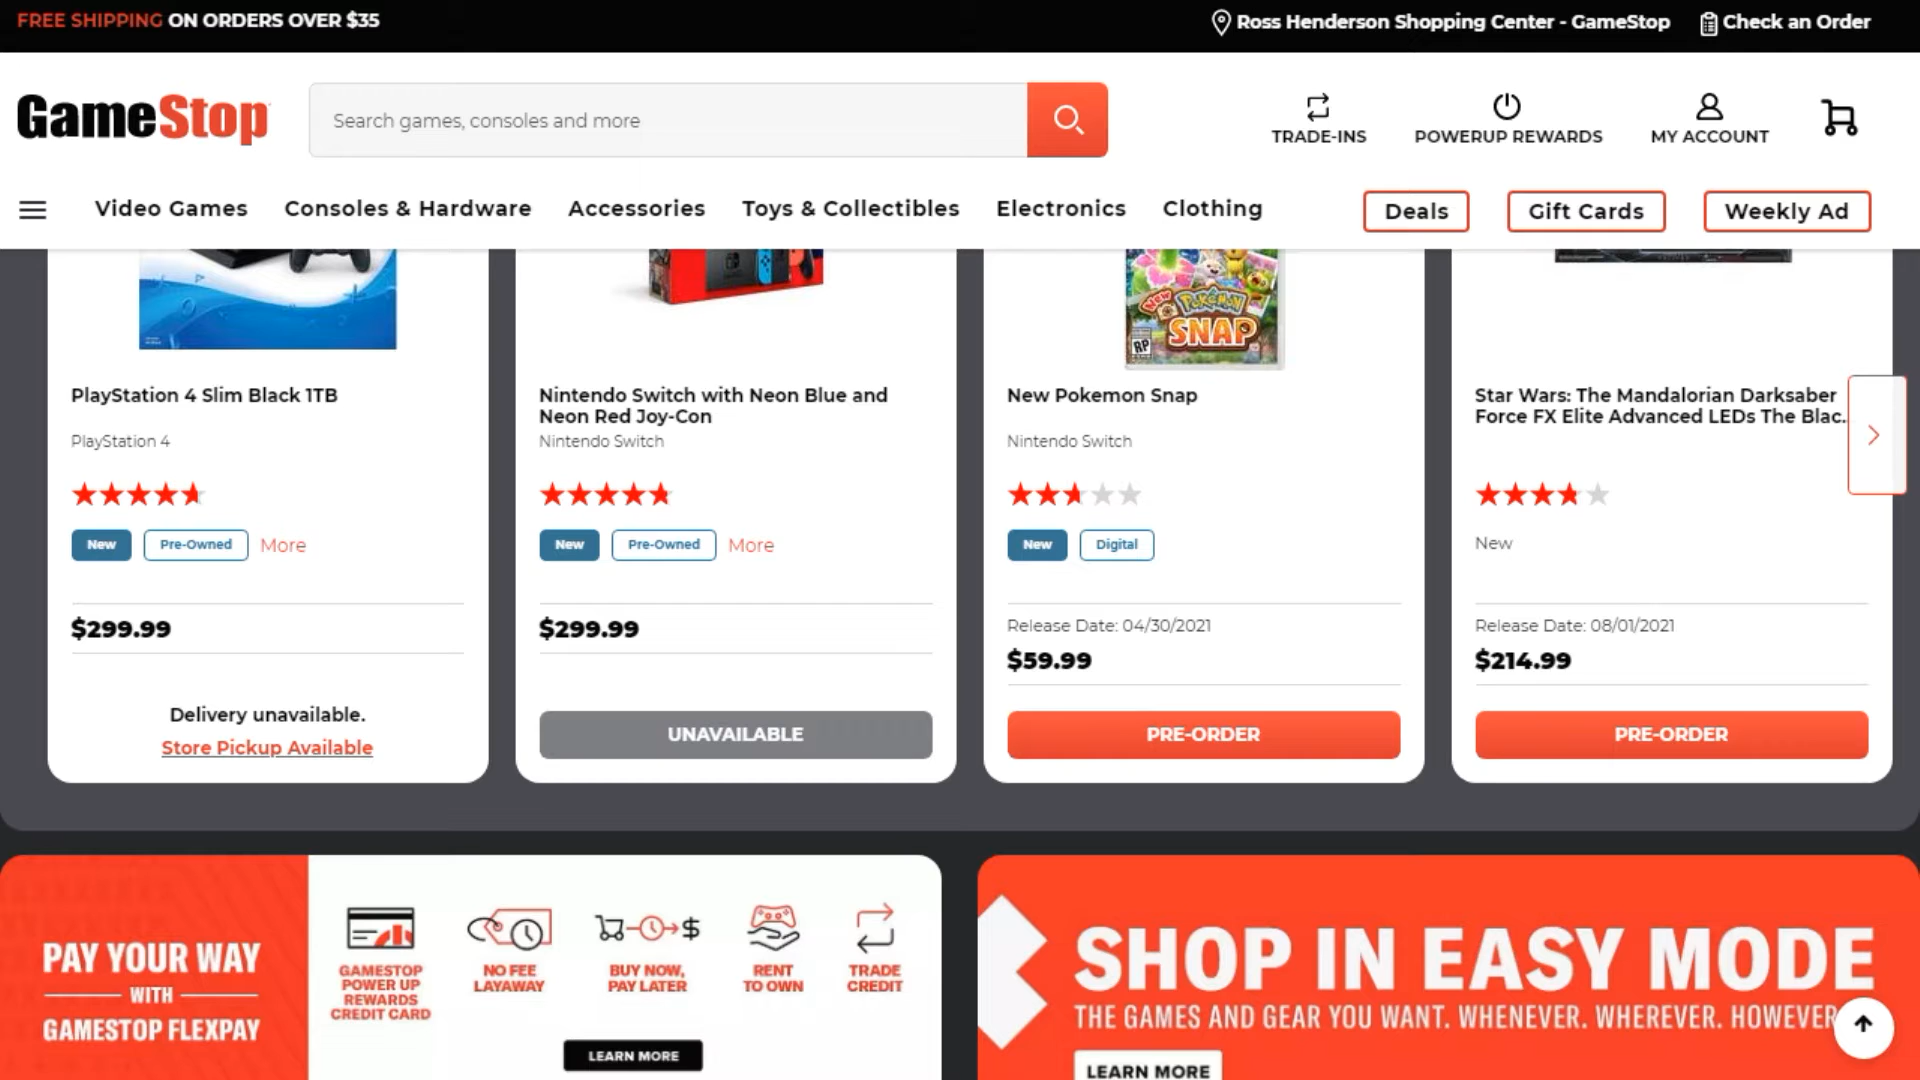 FREE SHIPPING ON ORDERS OVER $35
Ross Henderson Shopping Center - GameStop
Check an Order
GameStop
Search games, consoles and more
TRADE-INS
POWERUP REWARDS
MY ACCOUNT
Video Games
Consoles & Hardware
Accessories
Toys & Collectibles
Electronics
Clothing
Deals
Gift Cards
Weekly Ad
New
POKÉMON
SNAP
RP
PlayStation 4 Slim Black 1TB
PlayStation 4
New
Pre-Owned
More
$299.99
Delivery unavailable.
Store Pickup Available
Nintendo Switch with Neon Blue and
Neon Red Joy-Con
Nintendo Switch
New
Pre-Owned
More
$299.99
UNAVAILABLE
New Pokemon Snap
Nintendo Switch
New
Digital
Release Date: 04/30/2021
$59.99
PRE-ORDER
Star Wars: The Mandalorian Darksaber
Force FX Elite Advanced LEDs The Blac...
New
Release Date: 08/01/2021
$214.99
PRE-ORDER
PAY YOUR WAY
WITH
GAMESTOP FLEXPAY
GAMESTOP
POWER UP
REWARDS
CREDIT CARD
NO FEE
LAYAWAY
BUY NOW,
PAY LATER
RENT
TO OWN
TRADE
CREDIT
LEARN MORE
SHOP IN EASY MODE
THE GAMES AND GEAR YOU WANT. WHENEVER. WHEREVER. HOWEVER
LEARN MORE